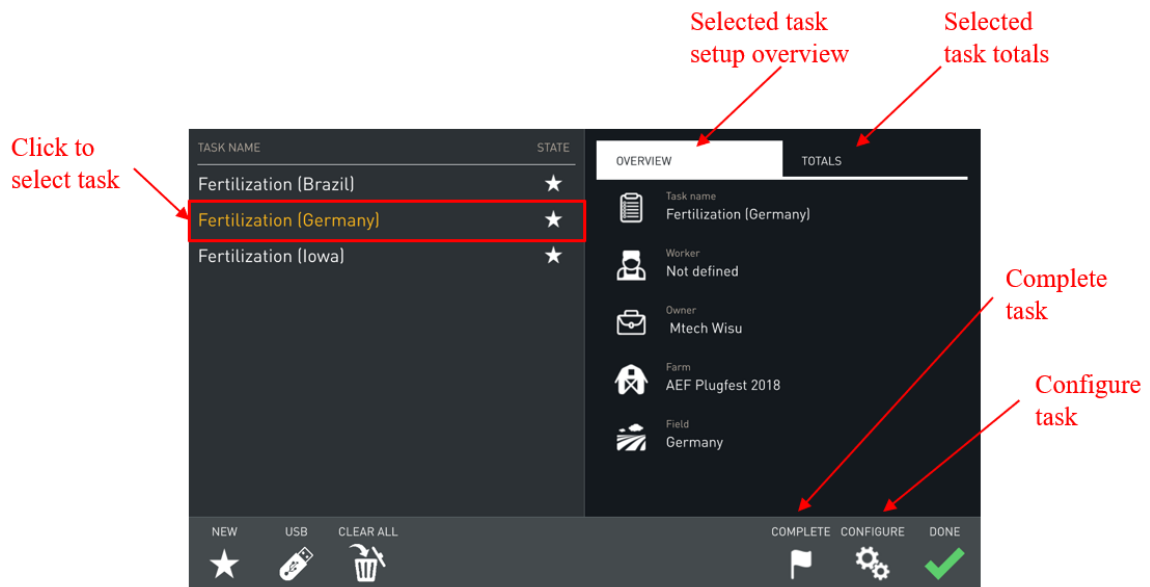 Selected task
setup overview
Selected
task totals
Click to
select task
TASK NAME
STATE
Fertilization (Brazil)
Fertilization (Germany)
Fertilization (Iowa)
OVERVIEW
TOTALS
Task name
Fertilization (Germany)
Worker
Not defined
Owner
Mtech Wisu
Farm
AEF Plugfest 2018
Field
Germany
Complete
task
Configure
task
NEW
USB
CLEAR ALL
COMPLETE
CONFIGURE
DONE